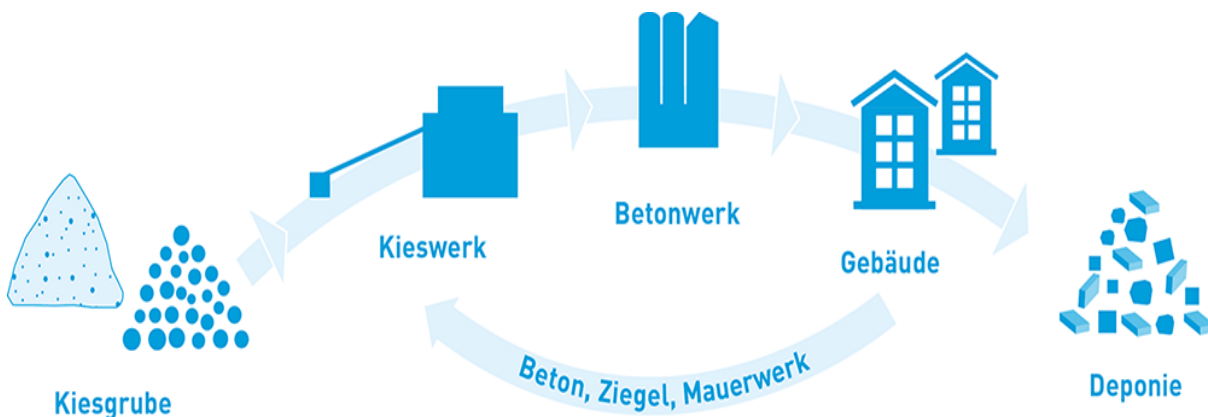 Kiesgrube
Kieswerk
Betonwerk
Gebäude
Deponie
Beton, Ziegel, Mauerwerk